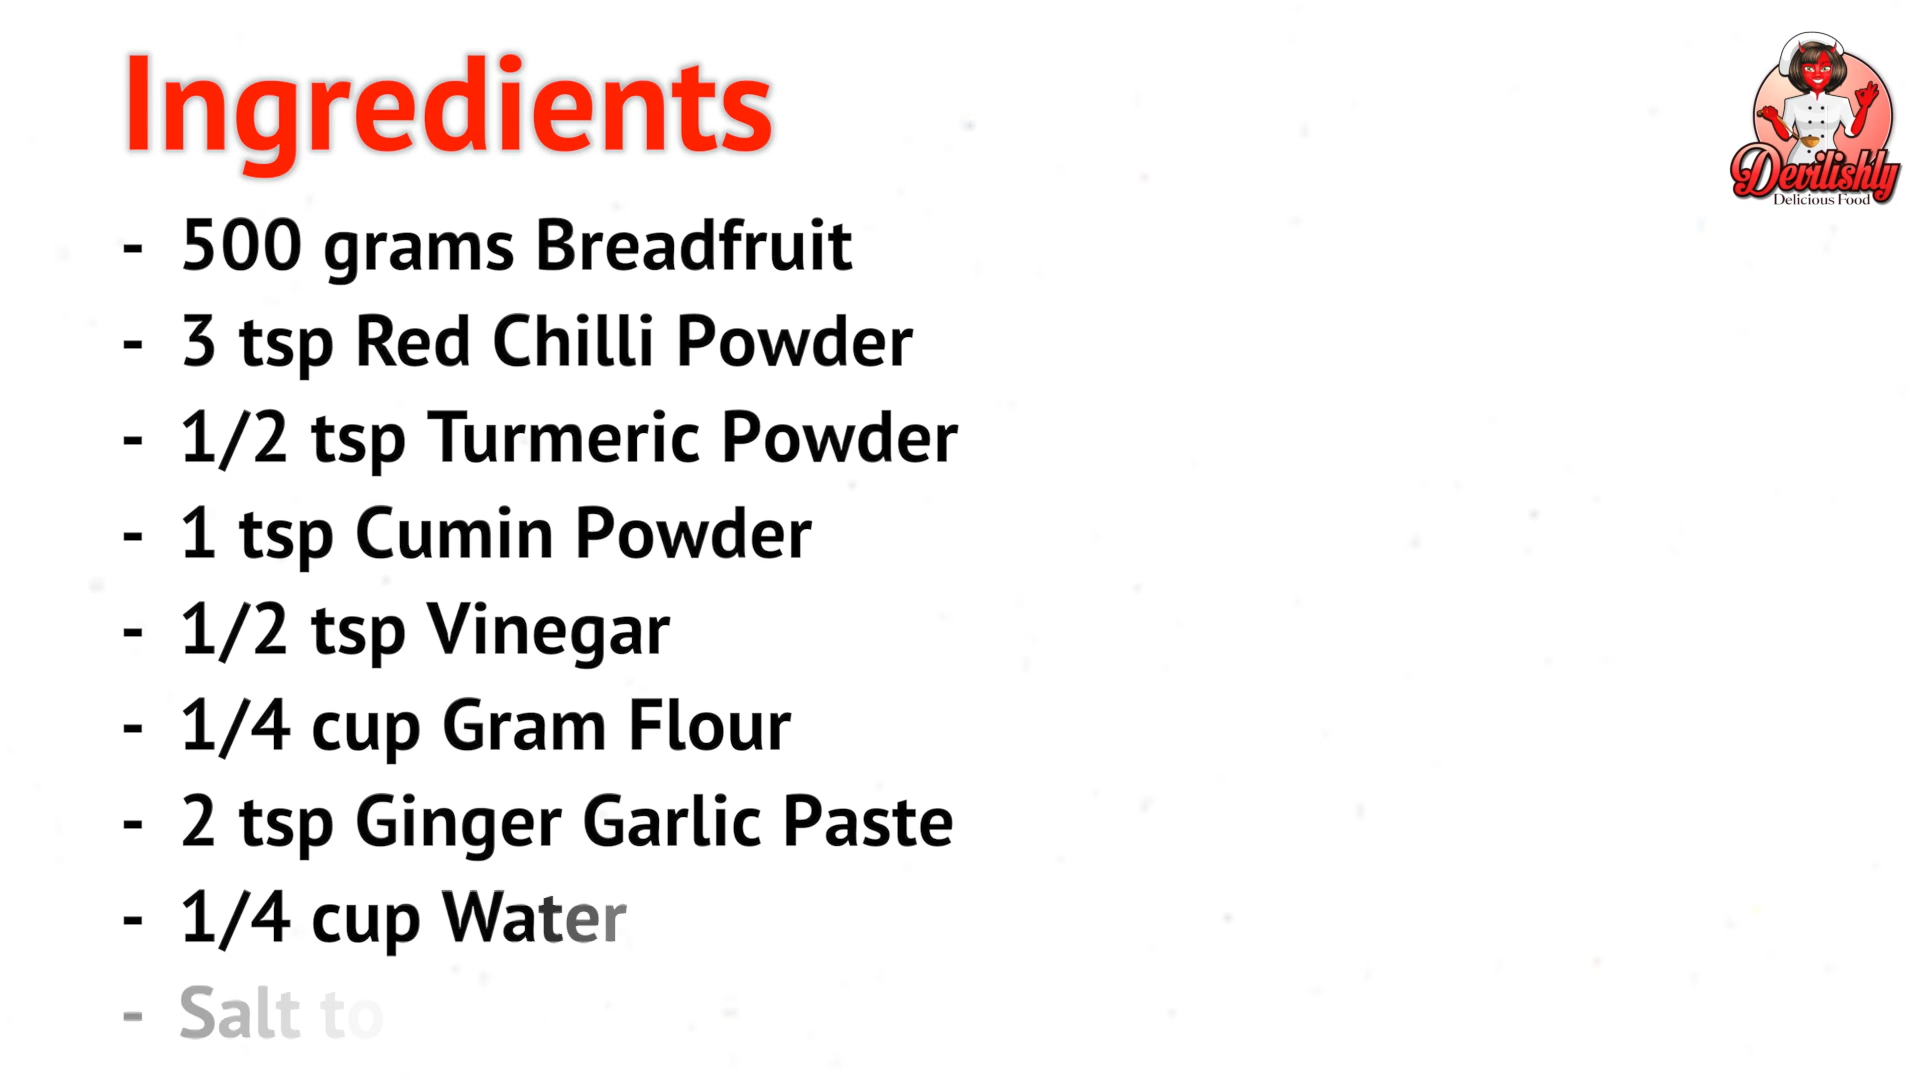 Ingredients
- 500 grams Breadfruit
- 3 tsp Red Chilli Powder
- 1/2 tsp Turmeric Powder
- 1 tsp Cumin Powder
- 1/2 tsp Vinegar
- 1/4 cup Gram Flour
- 2 tsp Ginger Garlic Paste
- 1/4 cup Water
- Salt to
Devilishly
Delicious Food